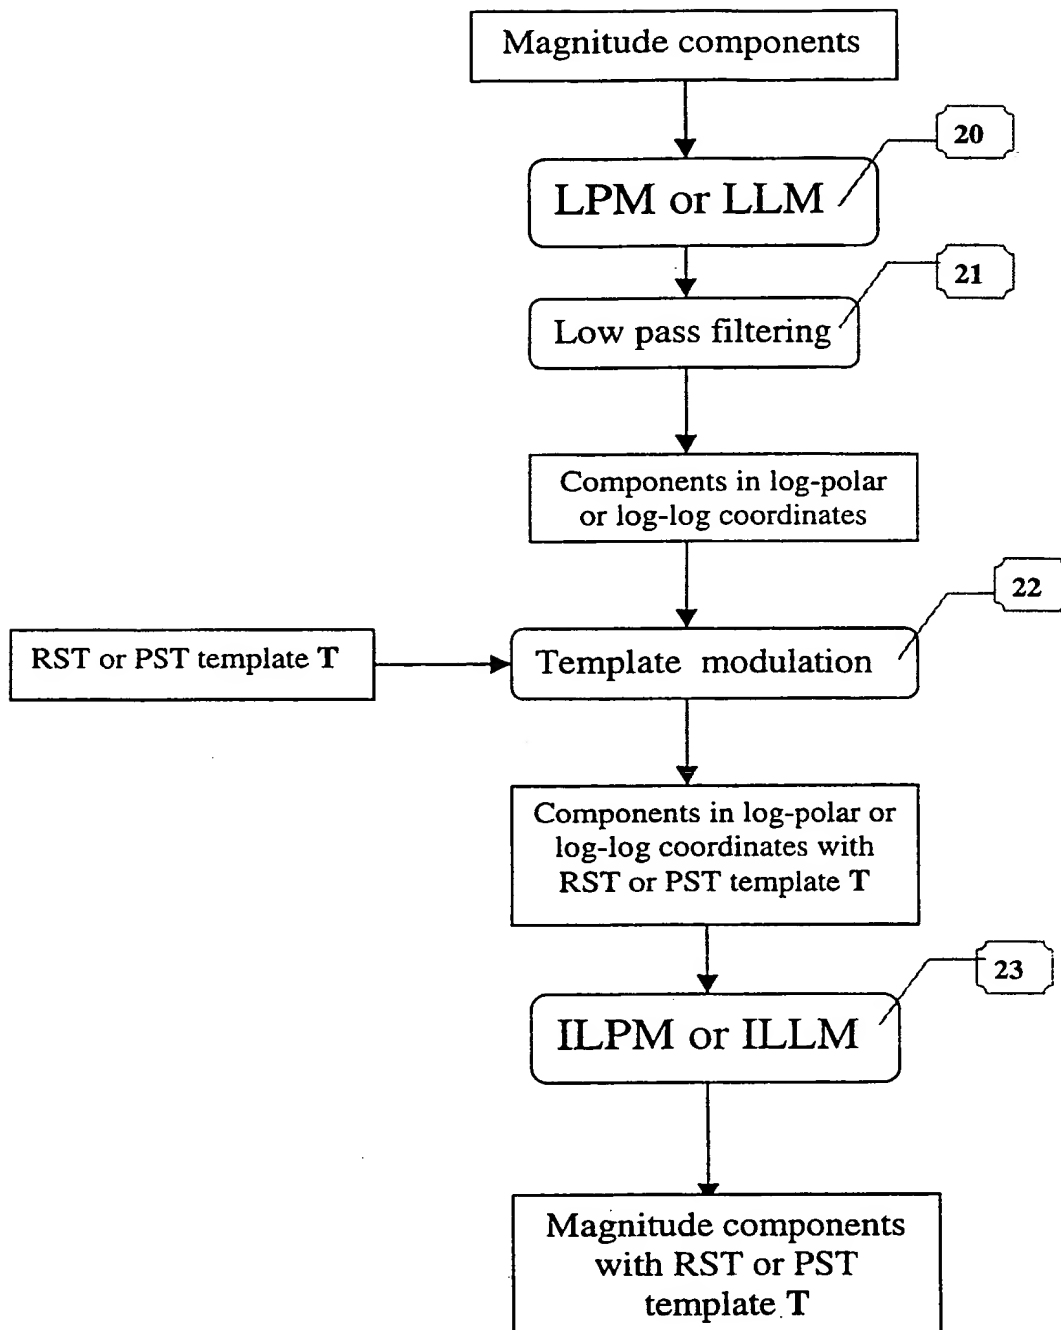 Magnitude components
20
LPM or LLM
21
Low pass filtering
Components in log-polar
or log-log coordinates
22
RST or PST template T
Template modulation
Components in log-polar or
log-log coordinates with
RST or PST template T
23
ILPM or ILLM
Magnitude components
with RST or PST
template T